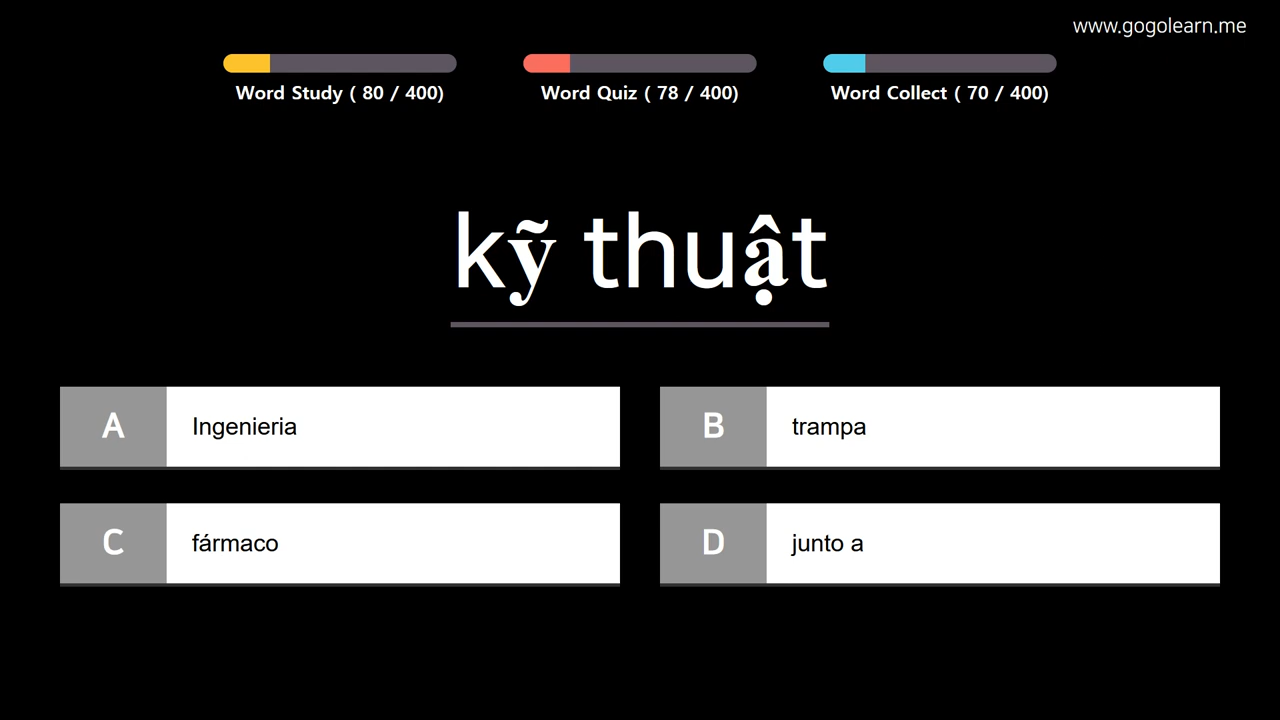 www.gogolearn.me
Word Study ( 80 / 400)
Word Quiz ( 78 / 400)
Word Collect ( 70 / 400)
kỹ thuật
A Ingenieria
B trampa
C fármaco
D junto a